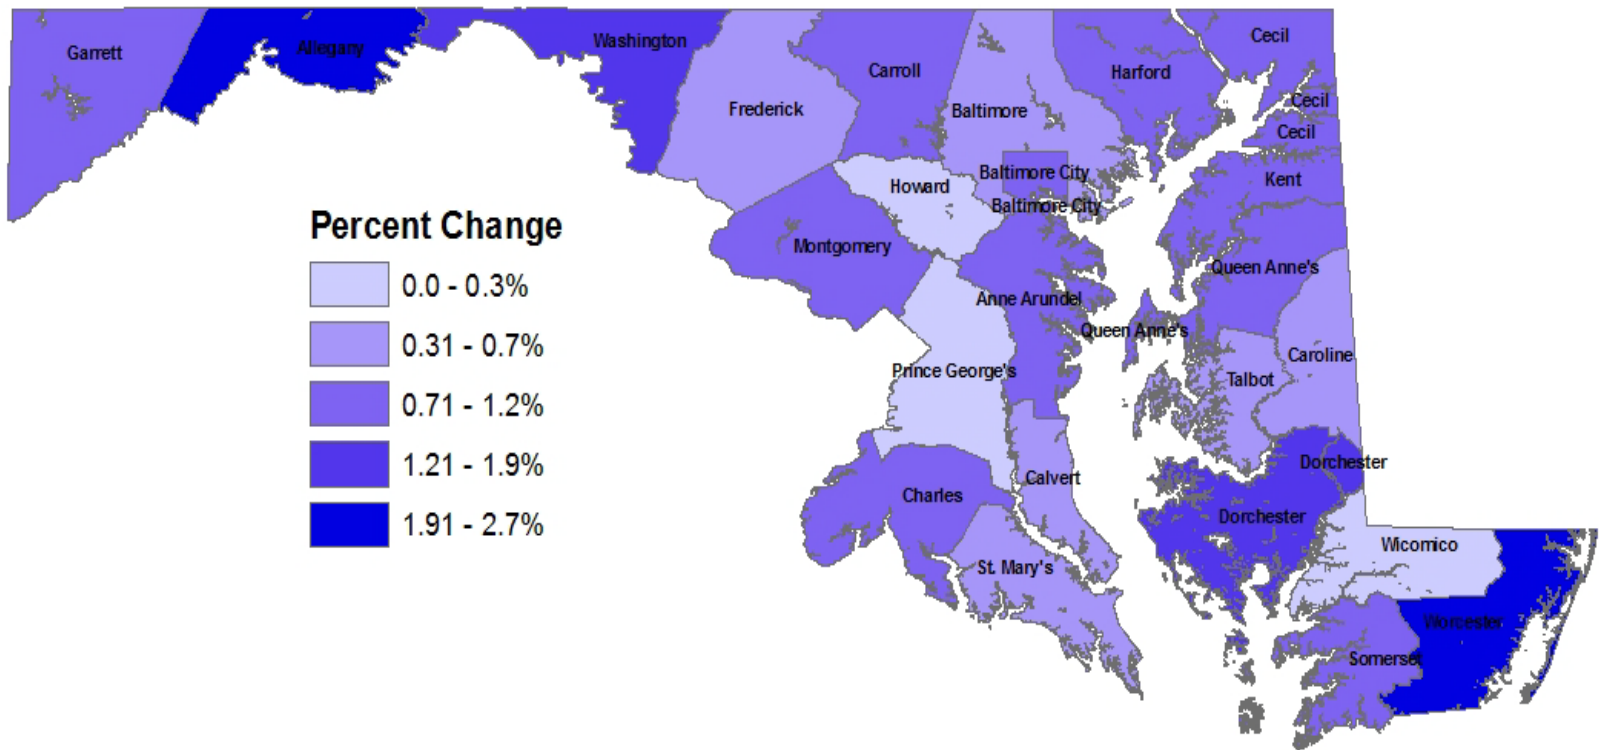 Garrett
Allegany
Washington
Frederick
Carroll
Baltimore
Harford
Cecil
Cecil
Cecil
Baltimore City
Baltimore City
Howard
Kent
Montgomery
Queen Anne's
Anne Arundel
Queen Anne's
Caroline
Talbot
Prince George's
Dorchester
Calvert
Charles
Dorchester
Wicomico
St. Mary's
Worcester
Somerset
Percent Change
0.0 - 0.3%
0.31 - 0.7%
0.71 - 1.2%
1.21 - 1.9%
1.91 - 2.7%